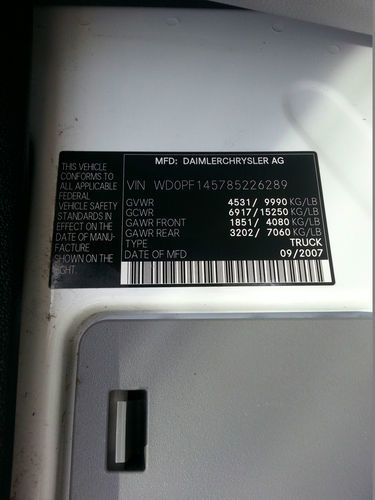 MFD: DAIMLERCHRYSLER AG
THIS VEHICLE
CONFORMS TO
ALL APPLICABLE
FEDERAL
VEHICLE SAFETY
STANDARDS IN
EFFECT ON THE
DATE OF MANU-
FACTURE
SHOWN ON THE
RIGHT.
VIN WD0PF145785226289
GVWR 4531/ 9990 KG/LB
GCWR 6917/15250 KG/LB
GAWR FRONT 1851/ 4080 KG/LB
GAWR REAR 3202/ 7060 KG/LB
TYPE TRUCK
DATE OF MFD 09/2007